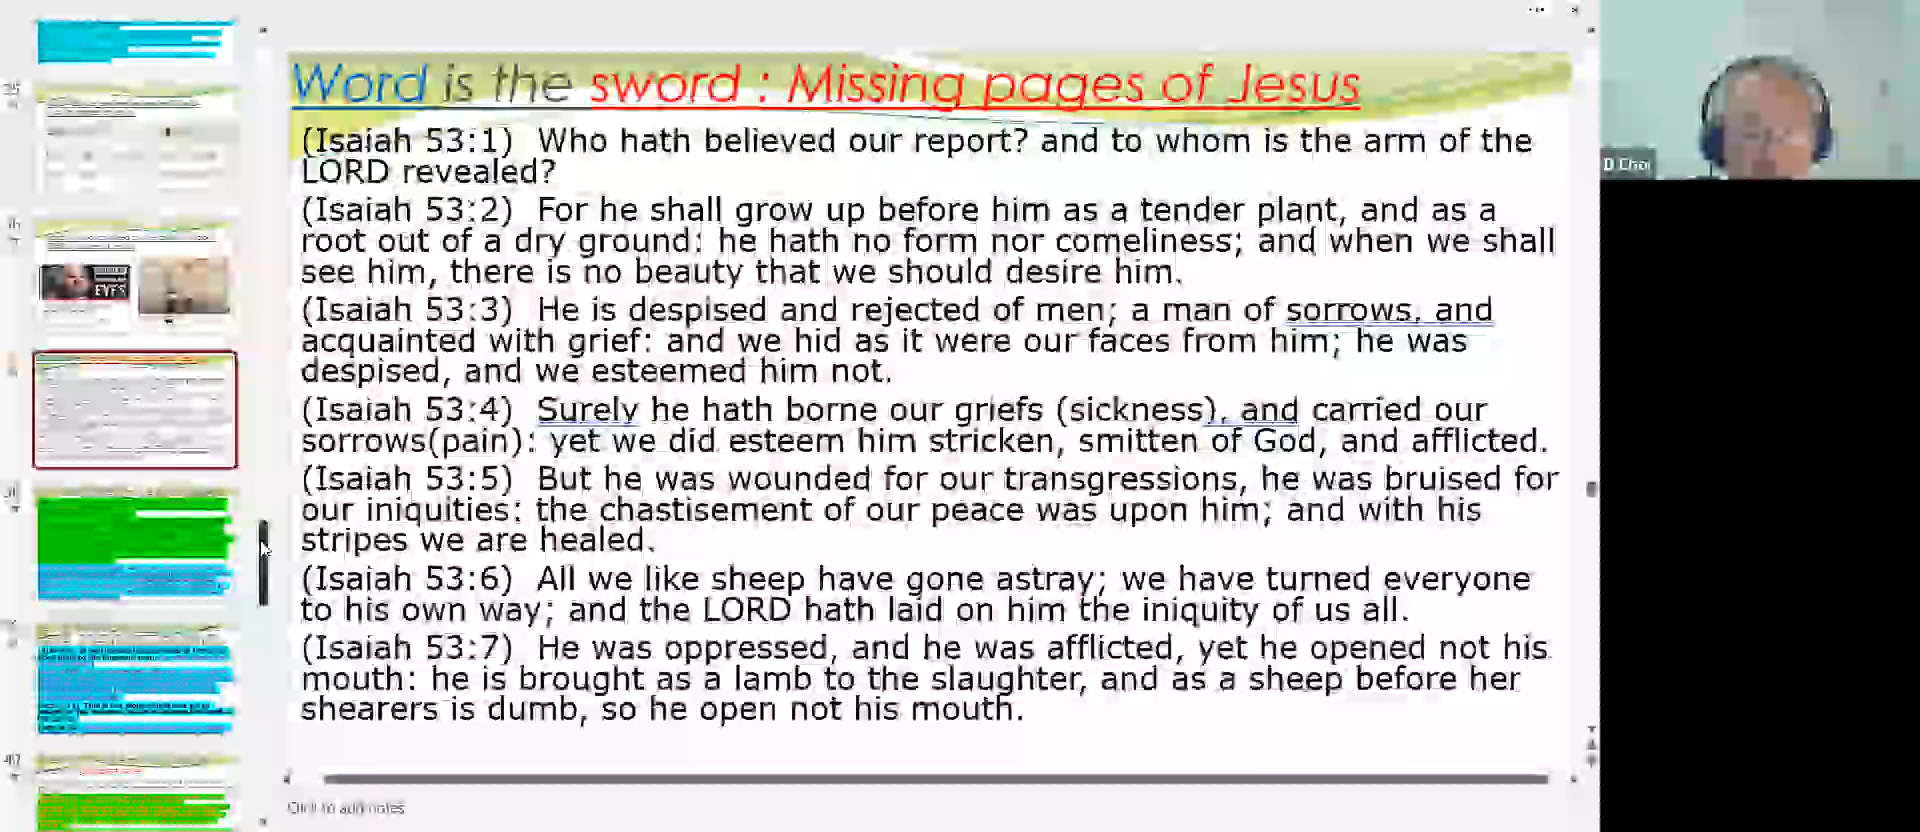 Word is the sword : Missing pages of Jesus
(Isaiah 53:1) Who hath believed our report? and to whom is the arm of the
LORD revealed?
(Isaiah 53:2) For he shall grow up before him as a tender plant, and as a
root out of a dry ground: he hath no form nor comeliness; and when we shall
see him, there is no beauty that we should desire him.
(Isaiah 53:3) He is despised and rejected of men; a man of sorrows, and
acquainted with grief: and we hid as it were our faces from him; he was
despised, and we esteemed him not.
(Isaiah 53:4) Surely he hath borne our griefs (sickness), and carried our
sorrows(pain): yet we did esteem him stricken, smitten of God, and afflicted.
(Isaiah 53:5) But he was wounded for our transgressions, he was bruised for
our iniquities: the chastisement of our peace was upon him; and with his
stripes we are healed.
(Isaiah 53:6) All we like sheep have gone astray; we have turned everyone
to his own way; and the LORD hath laid on him the iniquity of us all.
(Isaiah 53:7) He was oppressed, and he was afflicted, yet he opened not his
mouth: he is brought as a lamb to the slaughter, and as a sheep before her
shearers is dumb, so he open not his mouth.
Click to add notes
D Choi
EYES